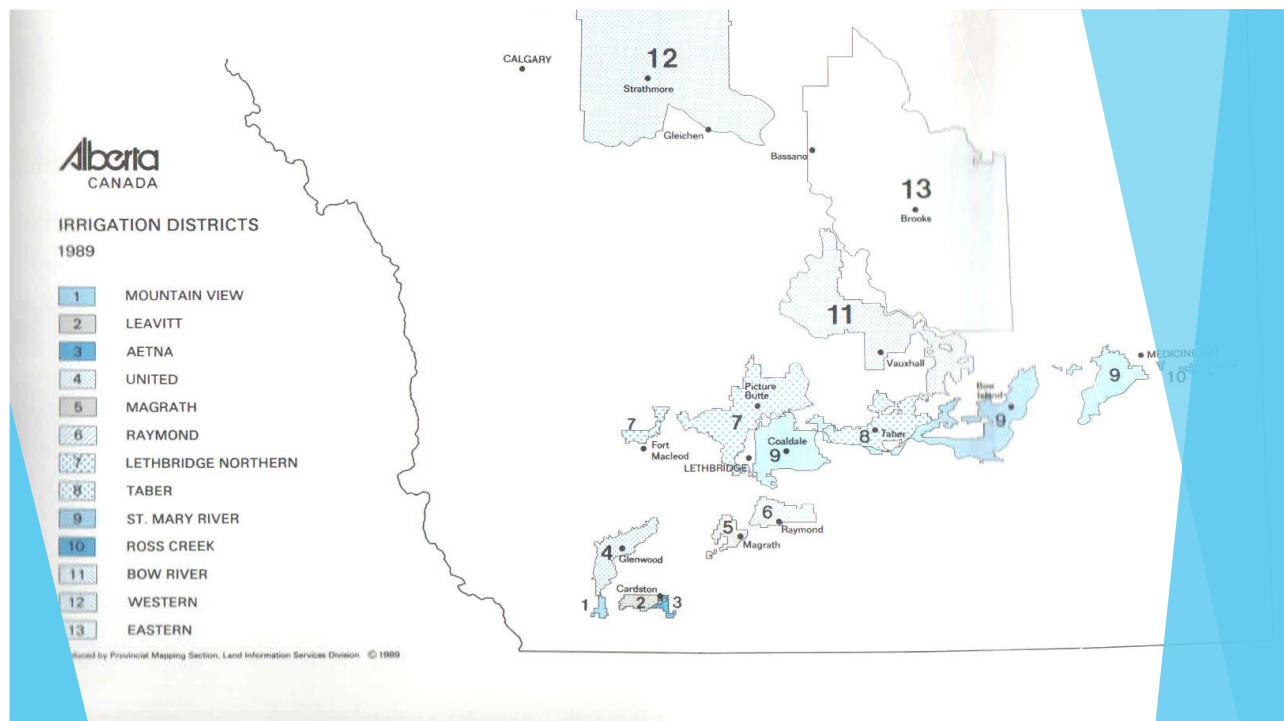 Alberta
CANADA
IRRIGATION DISTRICTS
1989
1 MOUNTAIN VIEW
2 LEAVITT
3 AETNA
4 UNITED
5 MAGRATH
6 RAYMOND
7 LETHBRIDGE NORTHERN
8 TABER
9 ST. MARY RIVER
10 ROSS CREEK
11 BOW RIVER
12 WESTERN
13 EASTERN
by Provincial Mapping Section, Land Information Services Division © 1989
CALGARY
12
Strathmore
Gleichen
Bassano
13
Brooks
11
Vauxhall
MEDICINE
10
9
Bow
Island
9
Picture
Butte
7
7
Fort
Macleod
LETHBRIDGE
Coaldale
9
8
Taber
6
Raymond
5
Magrath
4
Glenwood
Cardston
1
2
3